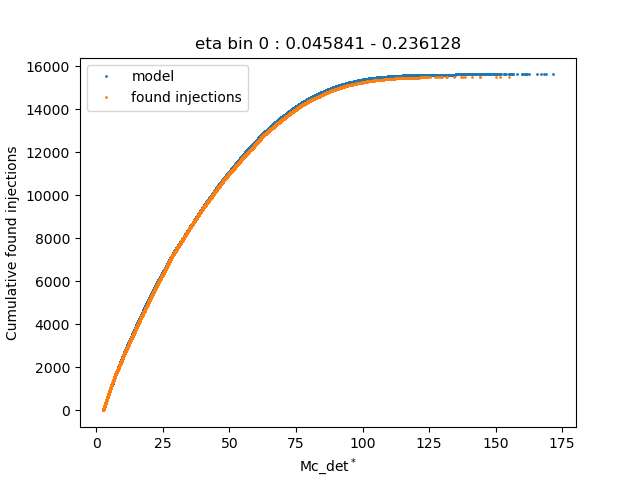 eta bin 0 : 0.045841 - 0.236128
model
found injections
Cumulative found injections
16000
14000
12000
10000
8000
6000
4000
2000
0
0 25 50 75 100 125 150 175
Mc_det*